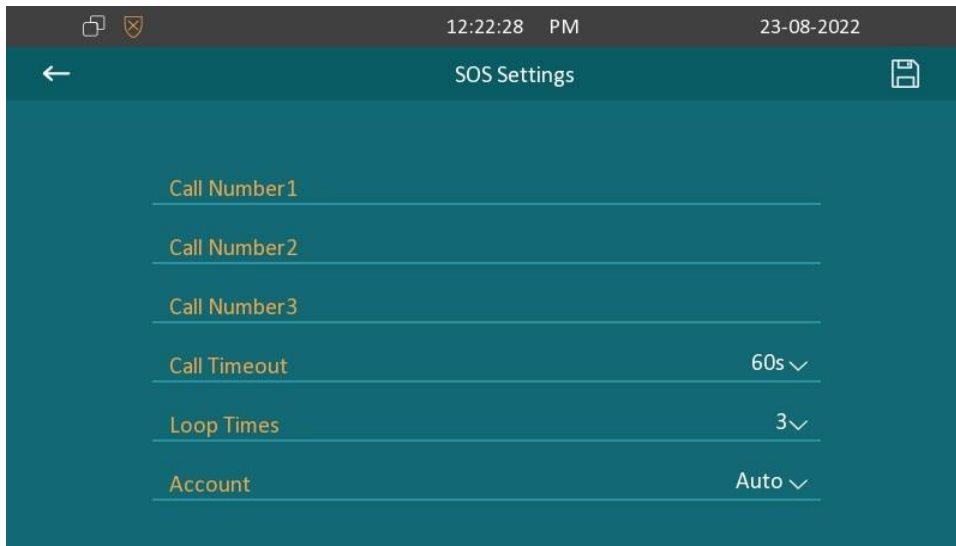 12:22:28 PM 23-08-2022
SOS Settings
Call Number1
Call Number2
Call Number3
Call Timeout 60s
Loop Times 3
Account Auto